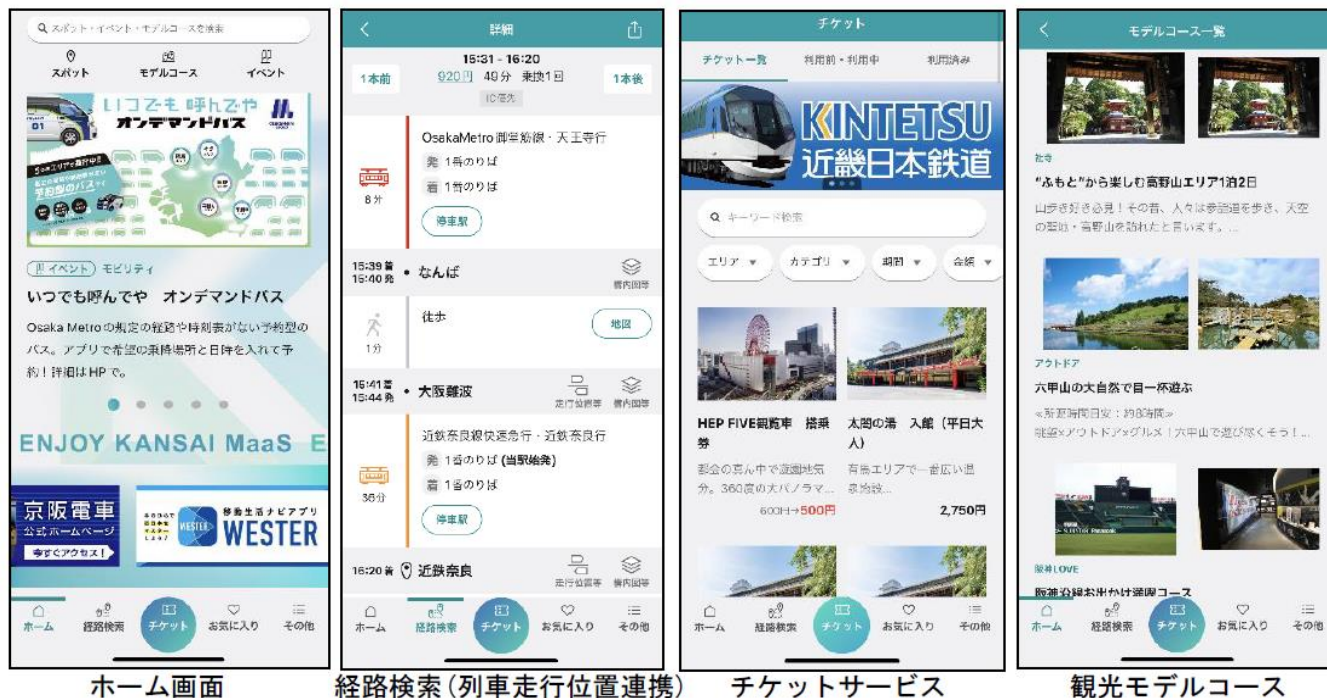 スポット・イベント・モデルコースを検索
スポット
モデルコース
イベント
いつでも 呼んでや
オンデマンドバス
01
イベント
モビリティ
いつでも呼んでや オンデマンドバス
Osaka Metroの規定の経路や時刻表がない予約型の
バス。アプリで希望の乗降場所と日時を入れて予
約！詳細はHPで。
ENJOY KANSAI MaaS E
京阪電車
公式ホームページ
今すぐアクセス！
移動生活ナビアプリ
WESTER
WESTER
ホーム
経路検索
チケット
お気に入り
その他
ホーム画面
詳細
1本前
15:31 - 16:20
920円 49分 乗換1回
IC優先
1本後
OsakaMetro御堂筋線・天王寺行
発 1番のりば
着 1番のりば
8分
停車駅
15:39着
15:40発
なんば
構内図等
徒歩
1分
地図
15:41着
15:44発
大阪難波
走行位置等
構内図等
近鉄奈良線快速急行・近鉄奈良行
発 1番のりば (当駅始発)
着 1番のりば
36分
停車駅
16:20着
近鉄奈良
走行位置等
構内図等
ホーム
経路検索
チケット
お気に入り
その他
経路検索(列車走行位置連携)
チケット
チケット一覧
利用前・利用中
利用済み
KINTETSU
近畿日本鉄道
キーワード検索
エリア
カテゴリ
期間
金額
HEP FIVE観覧車 搭乗
券
都会の真ん中で遊園地気
分。360度の大パノラマ...
600円→500円
太閤の湯 入館（平日大
人）
有馬エリアで一番広い温
泉施設...
2,750円
ホーム
経路検索
チケット
お気に入り
その他
チケットサービス
モデルコース一覧
社寺
“ふもと”から楽しむ高野山エリア1泊2日
山歩き好き必見！その昔、人々は参詣道を歩き、天空
の聖地・高野山を訪れたと言います。...
アウトドア
六甲山の大自然で目一杯遊ぶ
≪所要時間目安：約8時間≫
眺望×アウトドア×グルメ！六甲山で遊び尽くそう！...
阪神LOVE
阪神沿線お出かけ満喫コース
ホーム
経路検索
チケット
お気に入り
その他
観光モデルコース